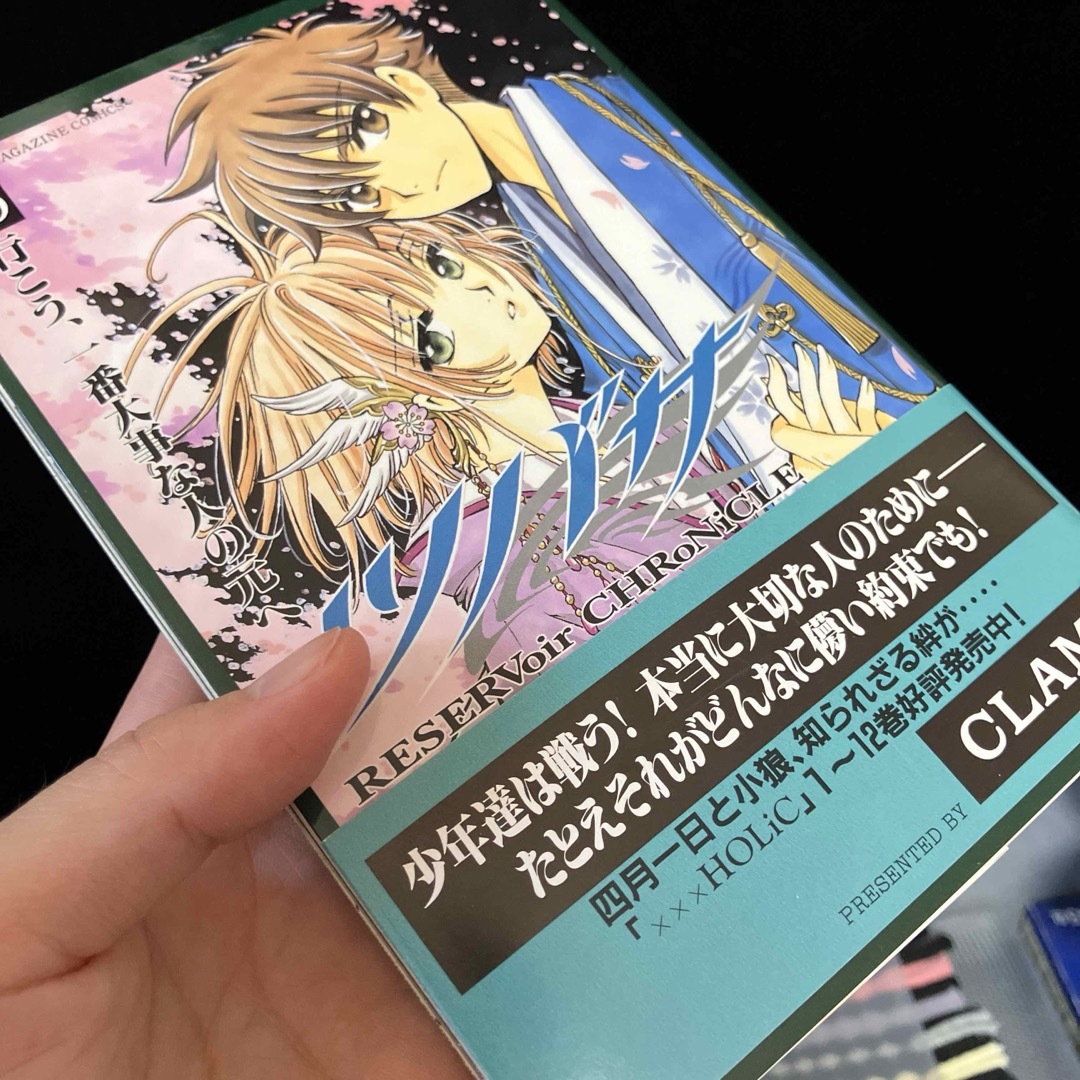 MAGAZINE COMICS
行こう、一番大事な人の元へ
ツバサ
RESERVoir CHRoNiCLE
少年達は戦う！本当に大切な人のために──
たとえそれがどんなに儚い約束でも！
四月一日と小狼、知られざる絆が‥‥
『×××HOLiC』1～12巻好評発売中！
PRESENTED BY
CLAM